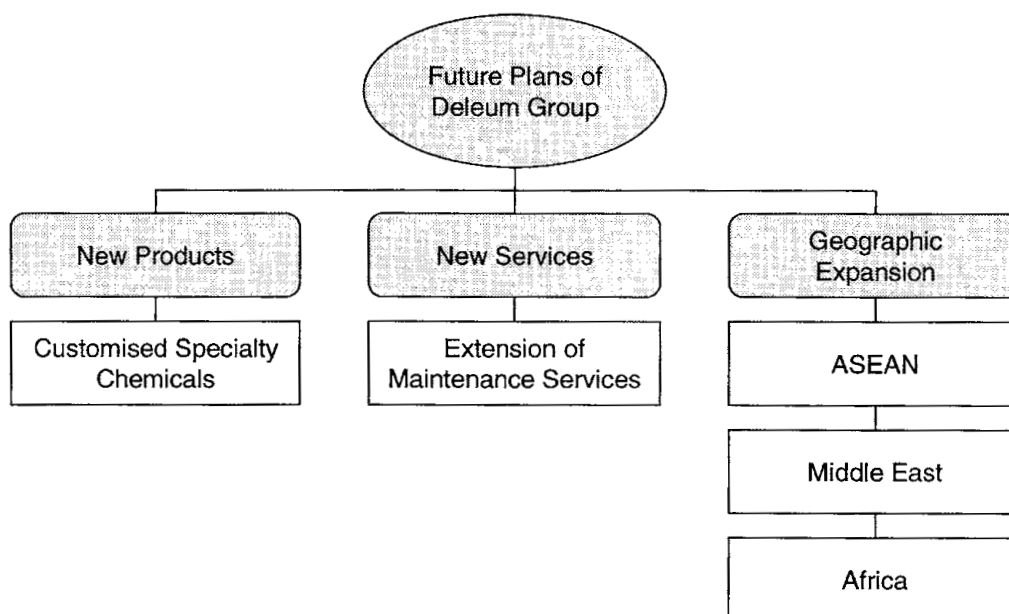 Future Plans of
Deleum Group
New Products
New Services
Geographic
Expansion
Customised Specialty
Chemicals
Extension of
Maintenance Services
ASEAN
Middle East
Africa